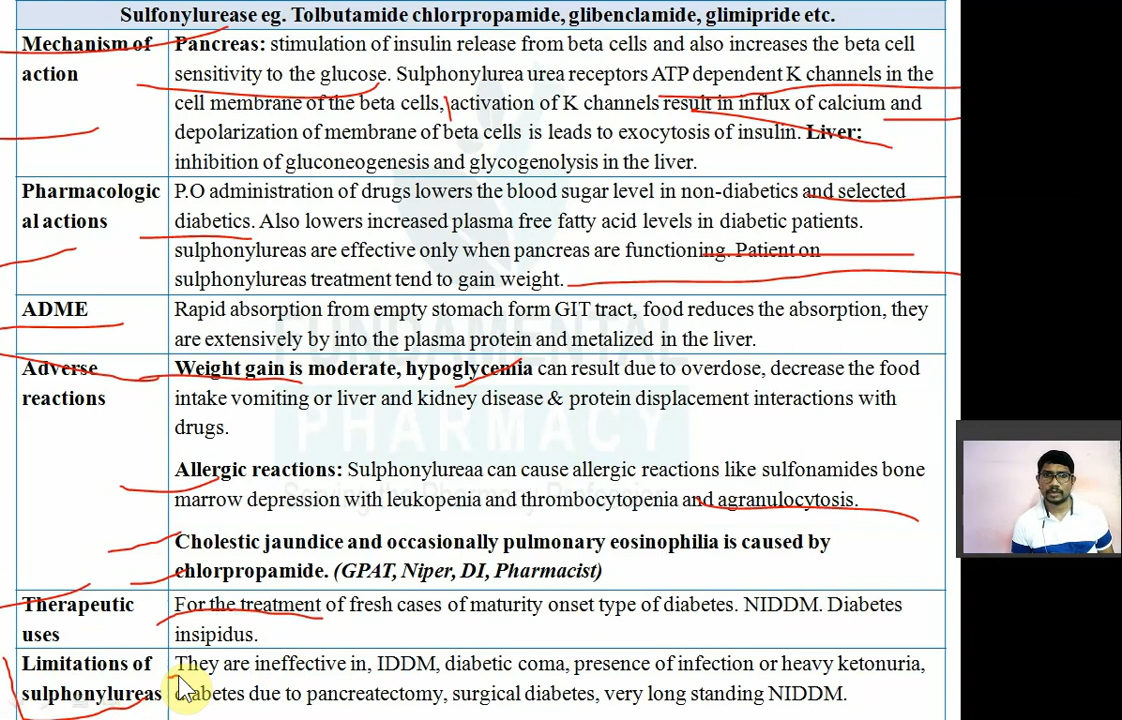 Sulfonylurease eg. Tolbutamide chlorpropamide, glibenclamide, glimipride etc.
Mechanism of
action
Pancreas: stimulation of insulin release from beta cells and also increases the beta cell
sensitivity to the glucose. Sulphonylurea urea receptors ATP dependent K channels in the
cell membrane of the beta cells, activation of K channels result in influx of calcium and
depolarization of membrane of beta cells is leads to exocytosis of insulin. Liver:
inhibition of gluconeogenesis and glycogenolysis in the liver.
Pharmacologic
al actions
P.O administration of drugs lowers the blood sugar level in non-diabetics and selected
diabetics. Also lowers increased plasma free fatty acid levels in diabetic patients.
sulphonylureas are effective only when pancreas are functioning. Patient on
sulphonylureas treatment tend to gain weight.
ADME
Rapid absorption from empty stomach form GIT tract, food reduces the absorption, they
are extensively by into the plasma protein and metalized in the liver.
Adverse
reactions
Weight gain is moderate, hypoglycemia can result due to overdose, decrease the food
intake vomiting or liver and kidney disease & protein displacement interactions with
drugs.
Allergic reactions: Sulphonylureaa can cause allergic reactions like sulfonamides bone
marrow depression with leukopenia and thrombocytopenia and agranulocytosis.
Cholestic jaundice and occasionally pulmonary eosinophilia is caused by
chlorpropamide. (GPAT, Niper, DI, Pharmacist)
Therapeutic
uses
For the treatment of fresh cases of maturity onset type of diabetes. NIDDM. Diabetes
insipidus.
Limitations of
sulphonylureas
They are ineffective in, IDDM, diabetic coma, presence of infection or heavy ketonuria,
diabetes due to pancreatectomy, surgical diabetes, very long standing NIDDM.
FUNDAMENTAL
PHARMACY